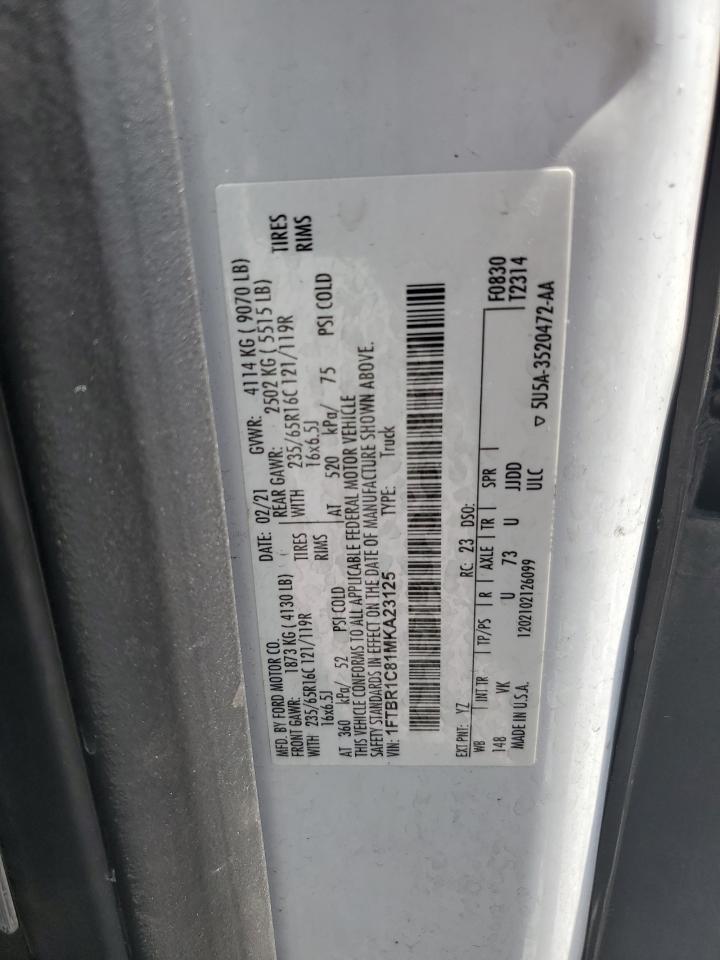 MFD. BY FORD MOTOR CO. DATE: 02/21 GVWR: 4114 KG ( 9070 LB)
FRONT GAWR: 1873 KG ( 4130 LB) REAR GAWR: 2502 KG ( 5515 LB)
WITH 235/65R16C 121/119R TIRES WITH 235/65R16C 121/119R TIRES
16x6.5J RIMS 16x6.5J RIMS
AT 360 kPa/ 52 PSI COLD AT 520 kPa/ 75 PSI COLD
THIS VEHICLE CONFORMS TO ALL APPLICABLE FEDERAL MOTOR VEHICLE
SAFETY STANDARDS IN EFFECT ON THE DATE OF MANUFACTURE SHOWN ABOVE.
VIN: 1FTBR1C81MKA23125 TYPE: Truck
EXT PNT: YZ RC: 23 DSO: F0830
WB INT TR TP/PS R AXLE TR SPR T2314
148 VK U 73 U JJDD
MADE IN U.S.A. 1202102126099 ULC ▽ 5U5A-3520472-AA